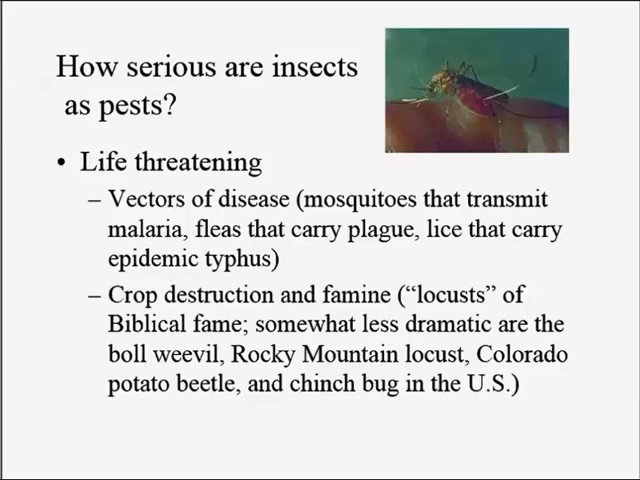 How serious are insects
as pests?
• Life threatening
– Vectors of disease (mosquitoes that transmit
malaria, fleas that carry plague, lice that carry
epidemic typhus)
– Crop destruction and famine (“locusts” of
Biblical fame; somewhat less dramatic are the
boll weevil, Rocky Mountain locust, Colorado
potato beetle, and chinch bug in the U.S.)